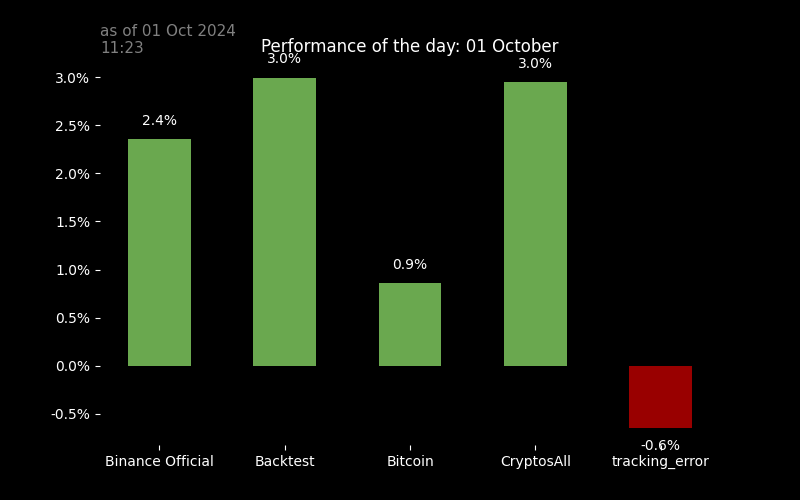 as of 01 Oct 2024
11:23
Performance of the day: 01 October
3.0%
2.5%
2.0%
1.5%
1.0%
0.5%
0.0%
-0.5%
2.4%
3.0%
0.9%
3.0%
-0.6%
Binance Official
Backtest
Bitcoin
CryptosAll
tracking_error